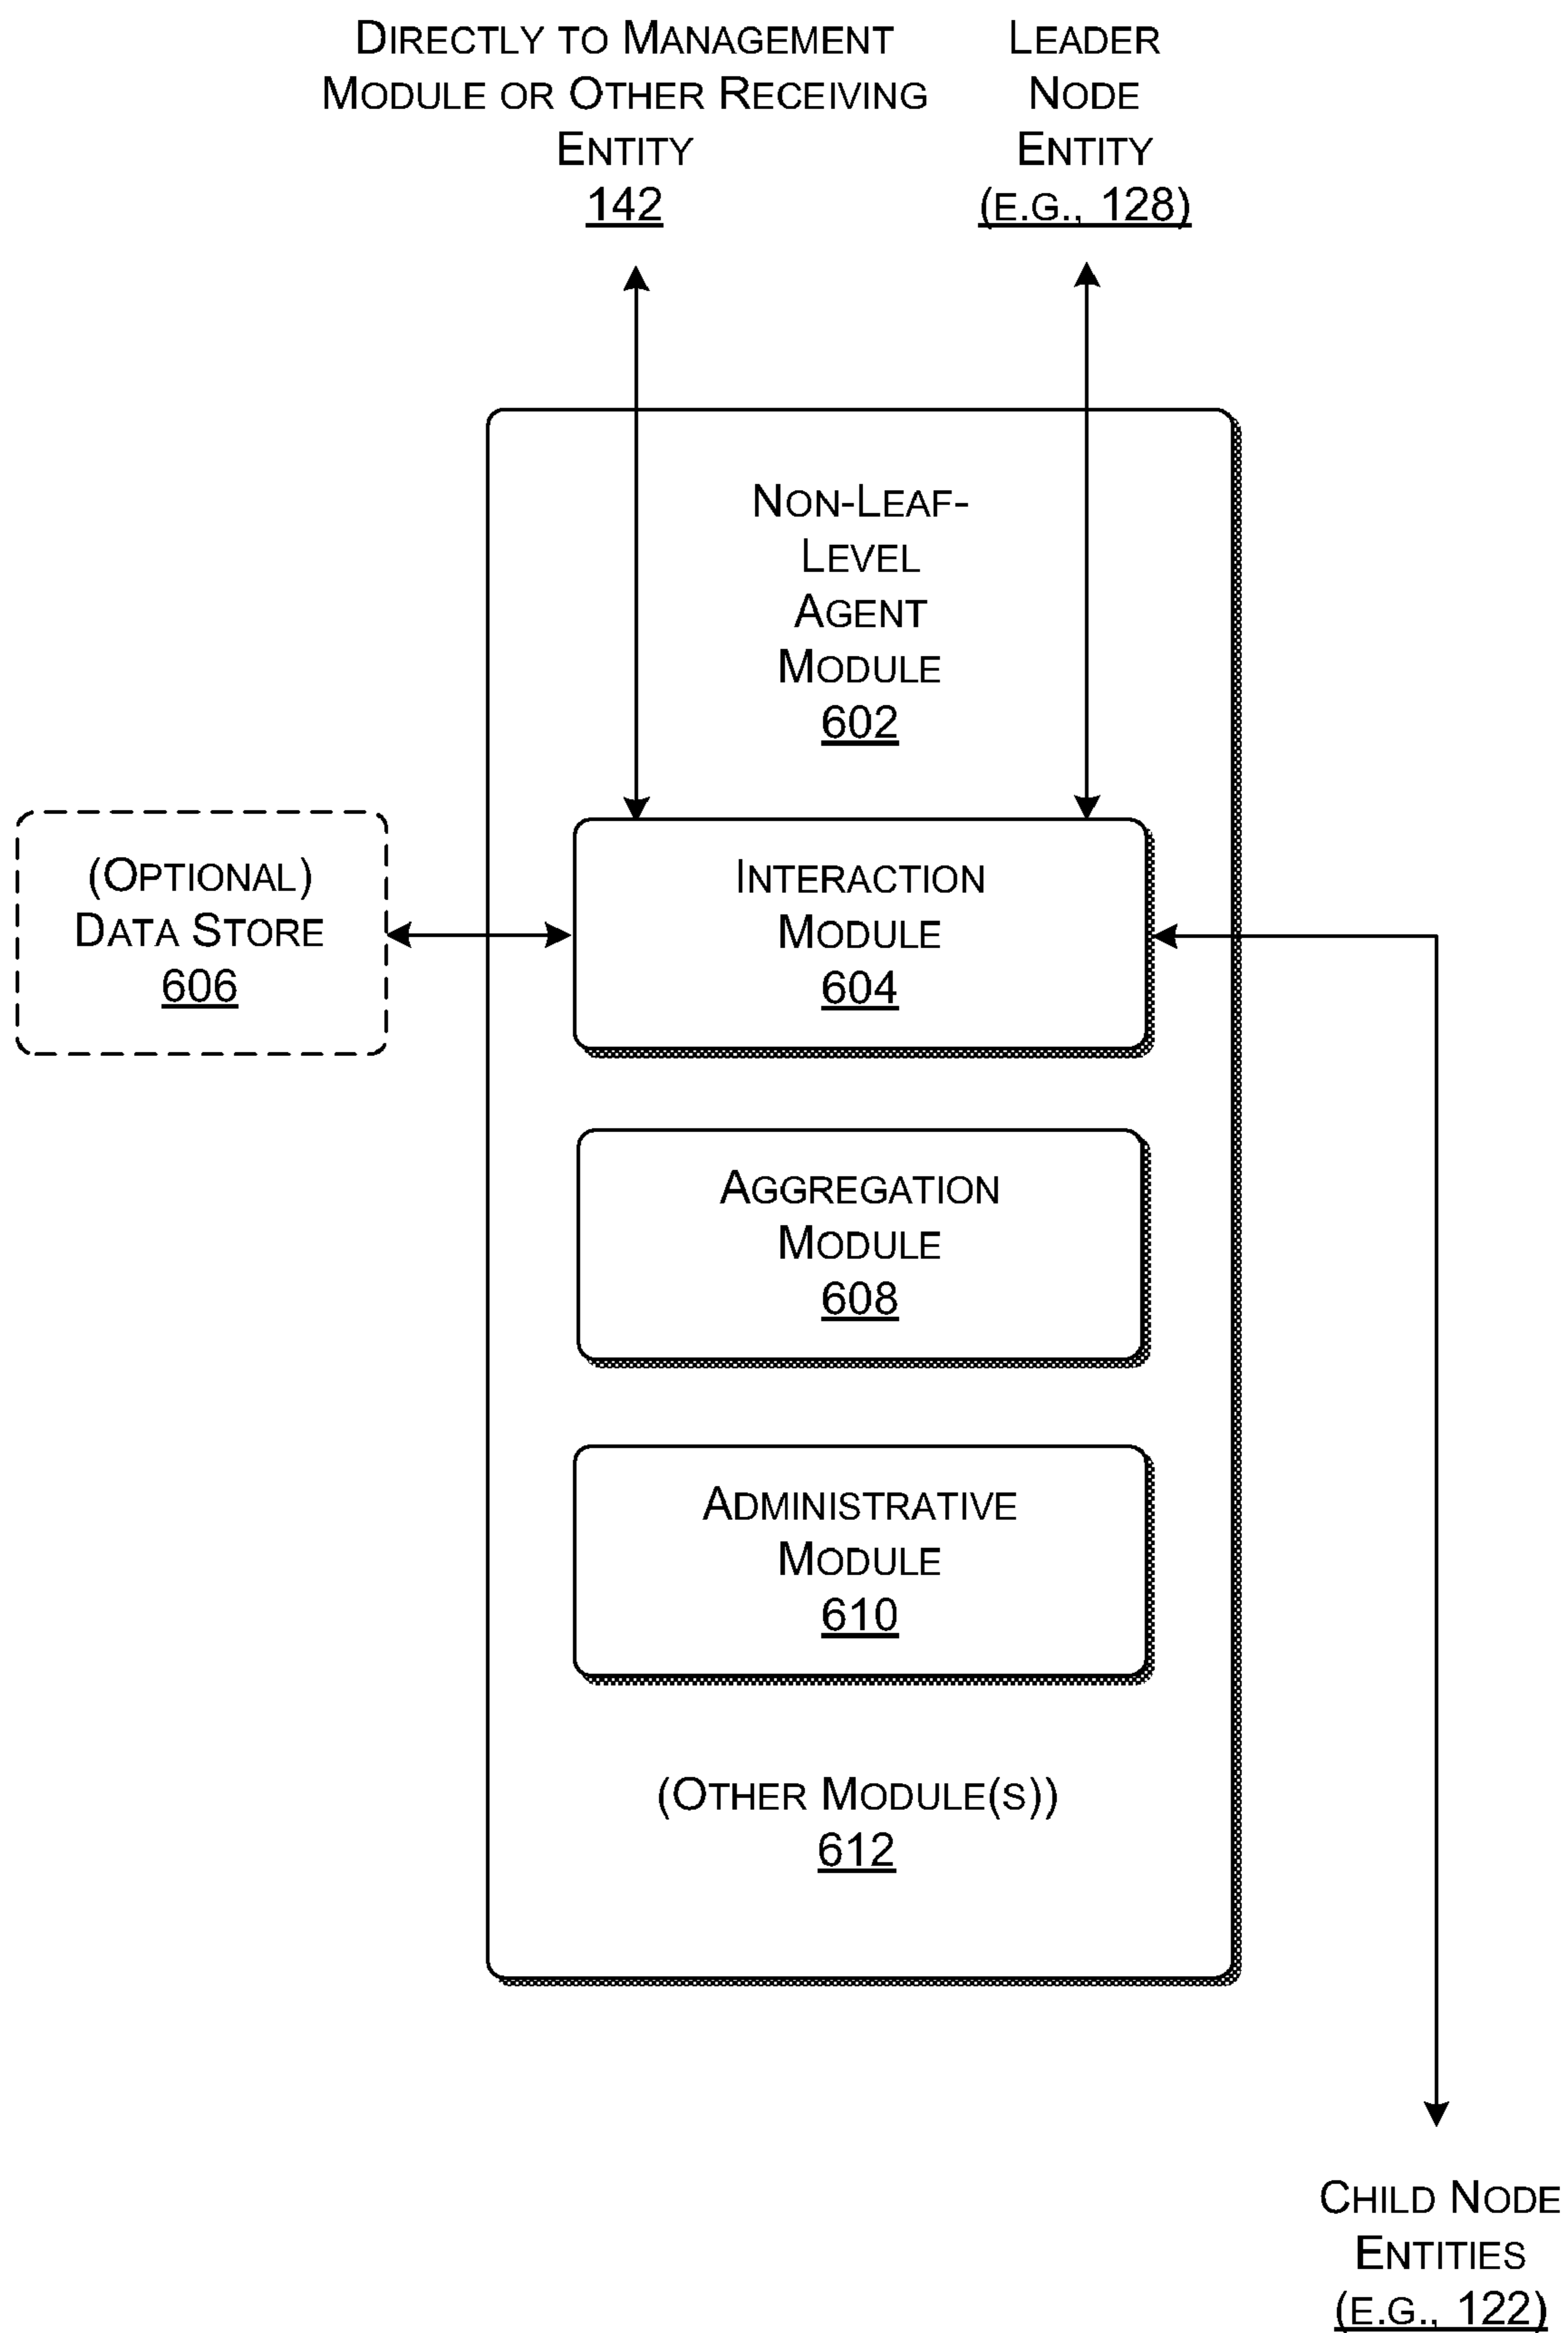 DIRECTLY TO MANAGEMENT
MODULE OR OTHER RECEIVING
ENTITY
142
LEADER
NODE
ENTITY
(E.G., 128)
NON-LEAF-
LEVEL
AGENT
MODULE
602
(OPTIONAL)
DATA STORE
606
INTERACTION
MODULE
604
AGGREGATION
MODULE
608
ADMINISTRATIVE
MODULE
610
(OTHER MODULE(S))
612
CHILD NODE
ENTITIES
(E.G., 122)